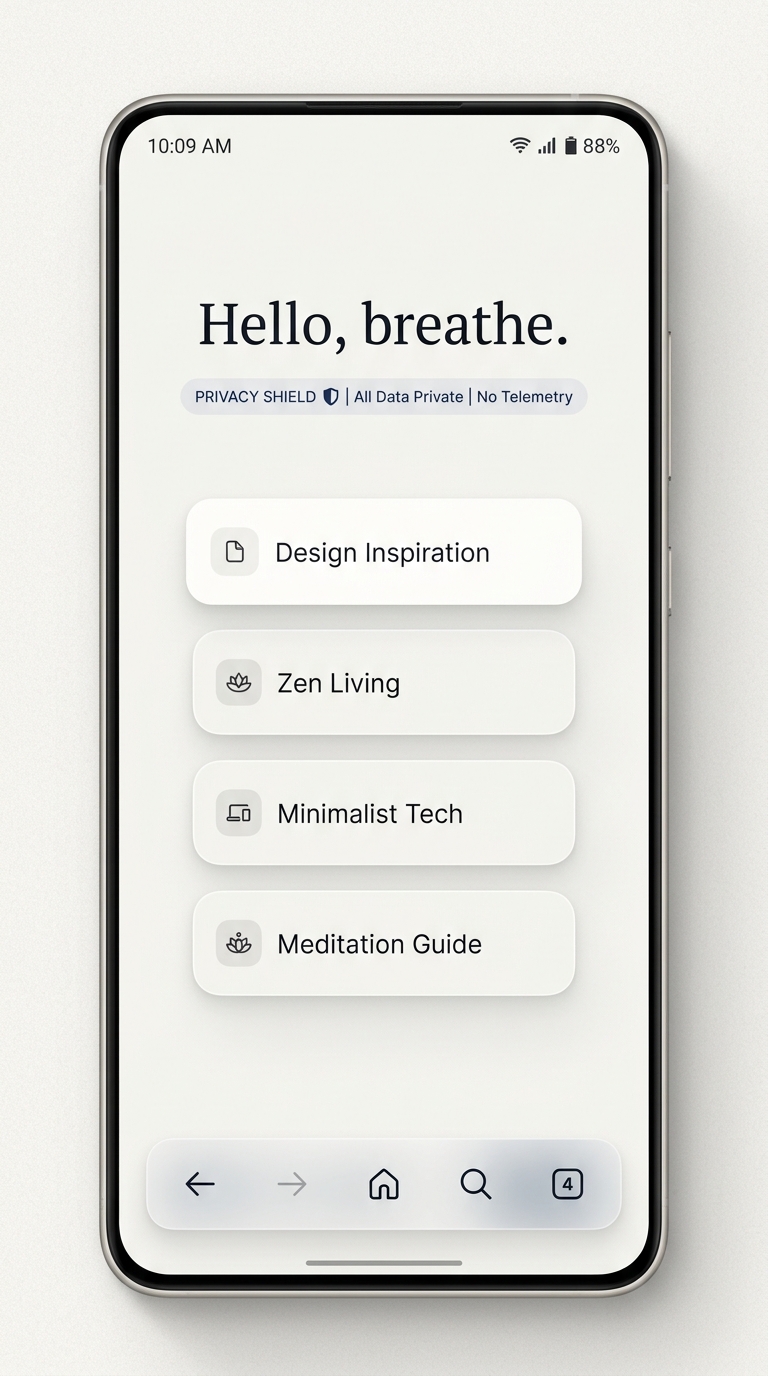 10:09 AM 88%
Hello, breathe.
PRIVACY SHIELD | All Data Private | No Telemetry
Design Inspiration
Zen Living
Minimalist Tech
Meditation Guide
4